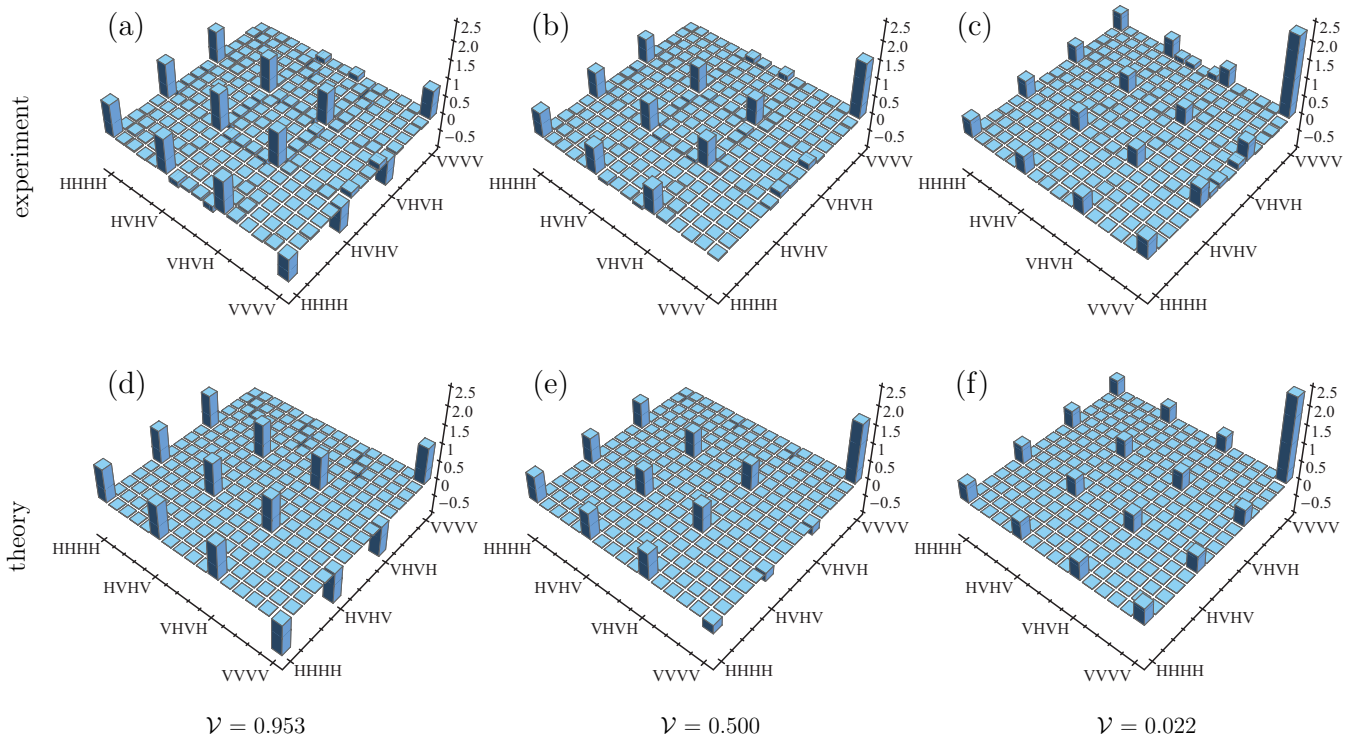 (a)
2.5
2.0
1.5
1
0.5
0
−0.5
HHHH
HVHV
VHVH
VVVV
HHHH
HVHV
VHVH
VVVV
(b)
2.5
2.0
1.5
1
0.5
0
−0.5
HHHH
HVHV
VHVH
VVVV
HHHH
HVHV
VHVH
VVVV
(c)
2.5
2.0
1.5
1
0.5
0
−0.5
HHHH
HVHV
VHVH
VVVV
HHHH
HVHV
VHVH
VVVV
experiment
(d)
2.5
2.0
1.5
1
0.5
0
−0.5
HHHH
HVHV
VHVH
VVVV
HHHH
HVHV
VHVH
VVVV
(e)
2.5
2.0
1.5
1
0.5
0
−0.5
HHHH
HVHV
VHVH
VVVV
HHHH
HVHV
VHVH
VVVV
(f)
2.5
2.0
1.5
1
0.5
0
−0.5
HHHH
HVHV
VHVH
VVVV
HHHH
HVHV
VHVH
VVVV
theory
𝒱 = 0.953
𝒱 = 0.500
𝒱 = 0.022